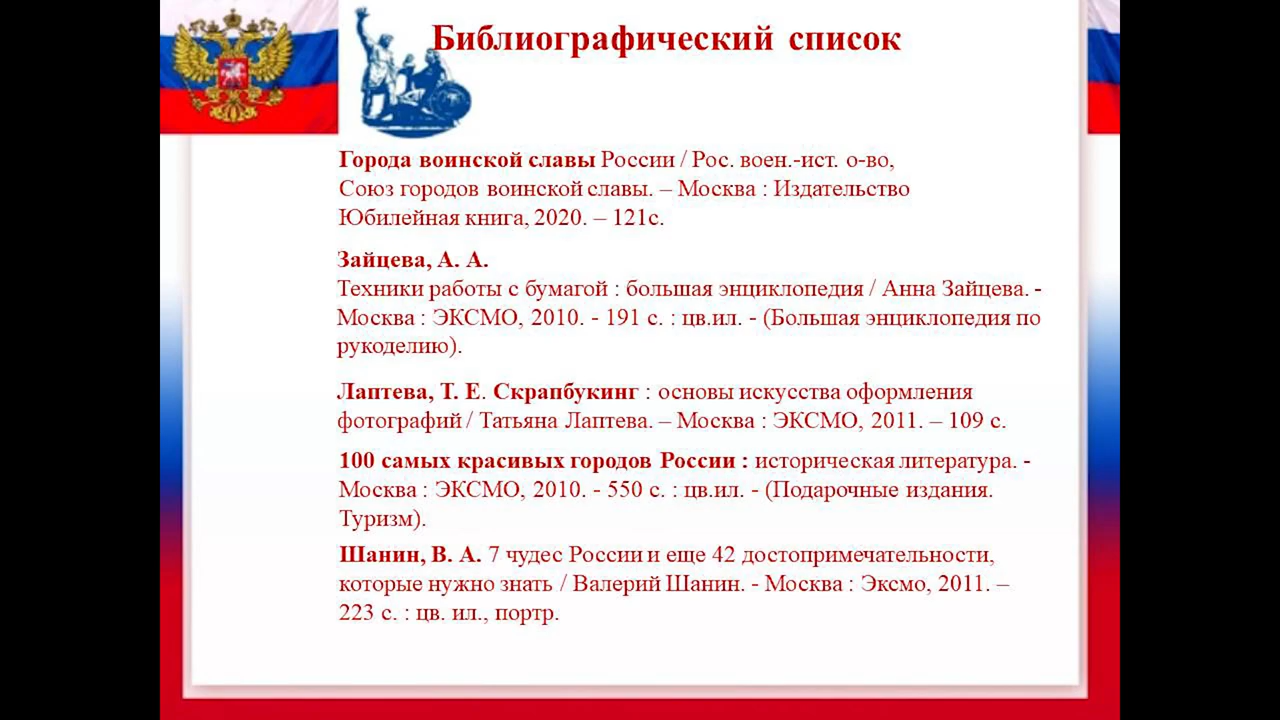 Библиографический список
Города воинской славы России / Рос. воен.-ист. о-во,
Союз городов воинской славы. – Москва : Издательство
Юбилейная книга, 2020. – 121с.
Зайцева, А. А.
Техники работы с бумагой : большая энциклопедия / Анна Зайцева. -
Москва : ЭКСМО, 2010. - 191 с. : цв.ил. - (Большая энциклопедия по
рукоделию).
Лаптева, Т. Е. Скрапбукинг : основы искусства оформления
фотографий / Татьяна Лаптева. – Москва : ЭКСМО, 2011. – 109 с.
100 самых красивых городов России : историческая литература. -
Москва : ЭКСМО, 2010. - 550 с. : цв.ил. - (Подарочные издания.
Туризм).
Шанин, В. А. 7 чудес России и еще 42 достопримечательности,
которые нужно знать / Валерий Шанин. - Москва : Эксмо, 2011. –
223 с. : цв. ил., портр.